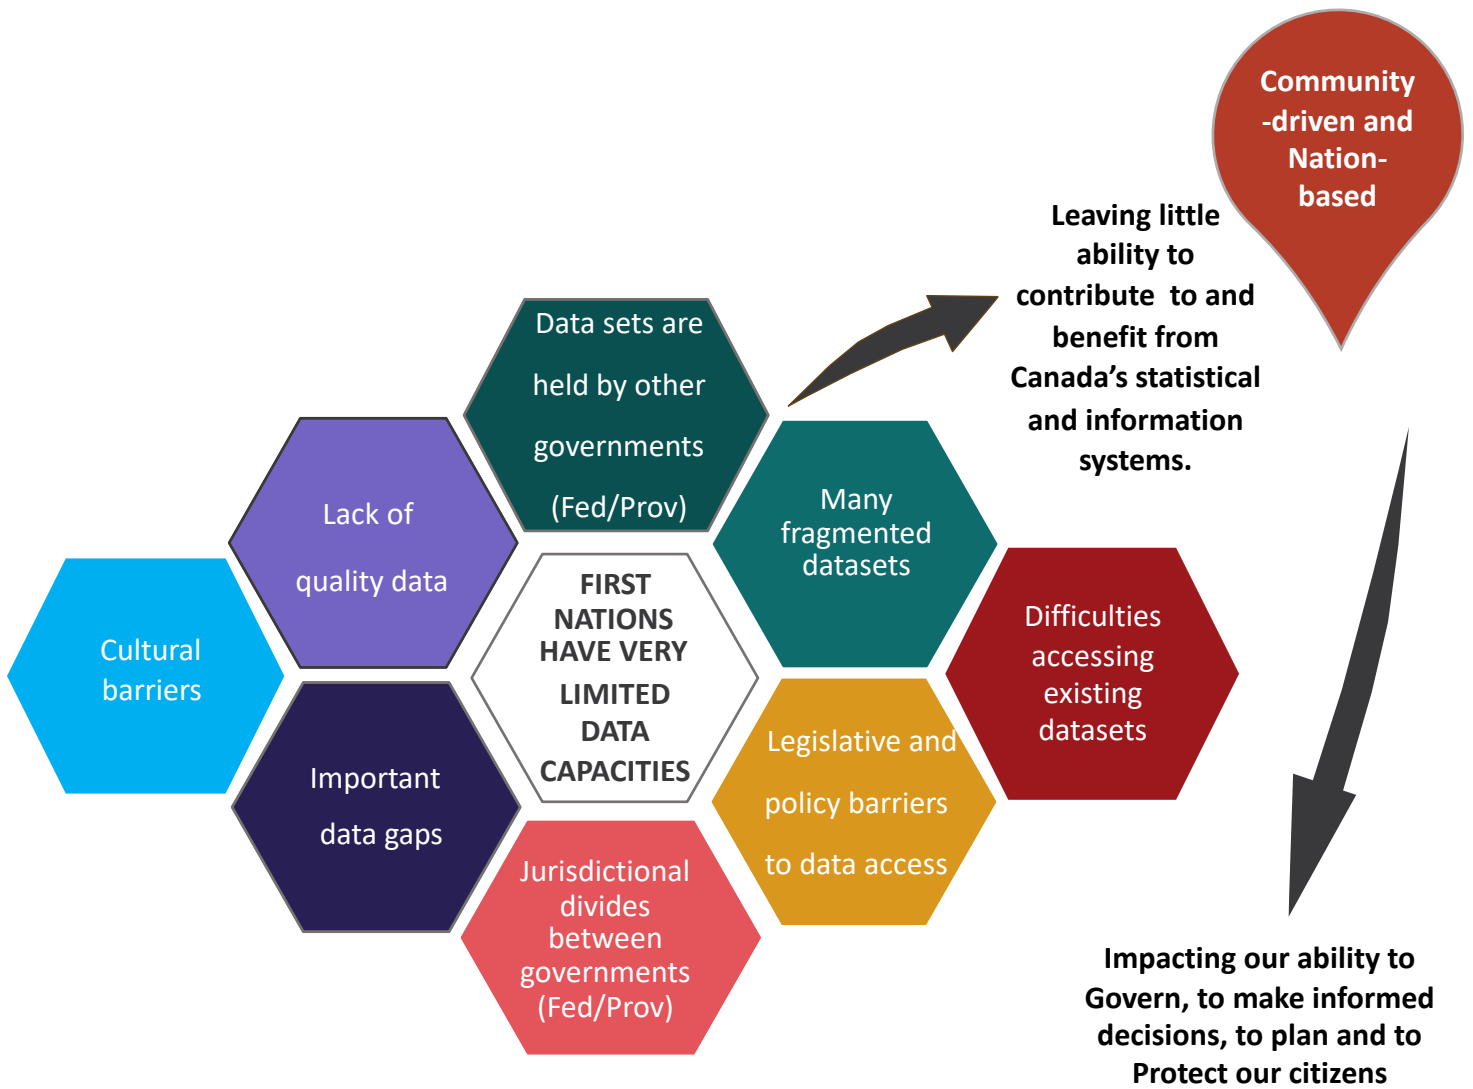 Community
-driven and
Nation-
based
Leaving little
ability to
contribute to and
benefit from
Canada’s statistical
and information
systems.
Data sets are
held by other
governments
(Fed/Prov)
Lack of
quality data
Many
fragmented
datasets
FIRST
NATIONS
HAVE VERY
LIMITED
DATA
CAPACITIES
Cultural
barriers
Difficulties
accessing
existing
datasets
Important
data gaps
Legislative and
policy barriers
to data access
Jurisdictional
divides
between
governments
(Fed/Prov)
Impacting our ability to
Govern, to make informed
decisions, to plan and to
Protect our citizens